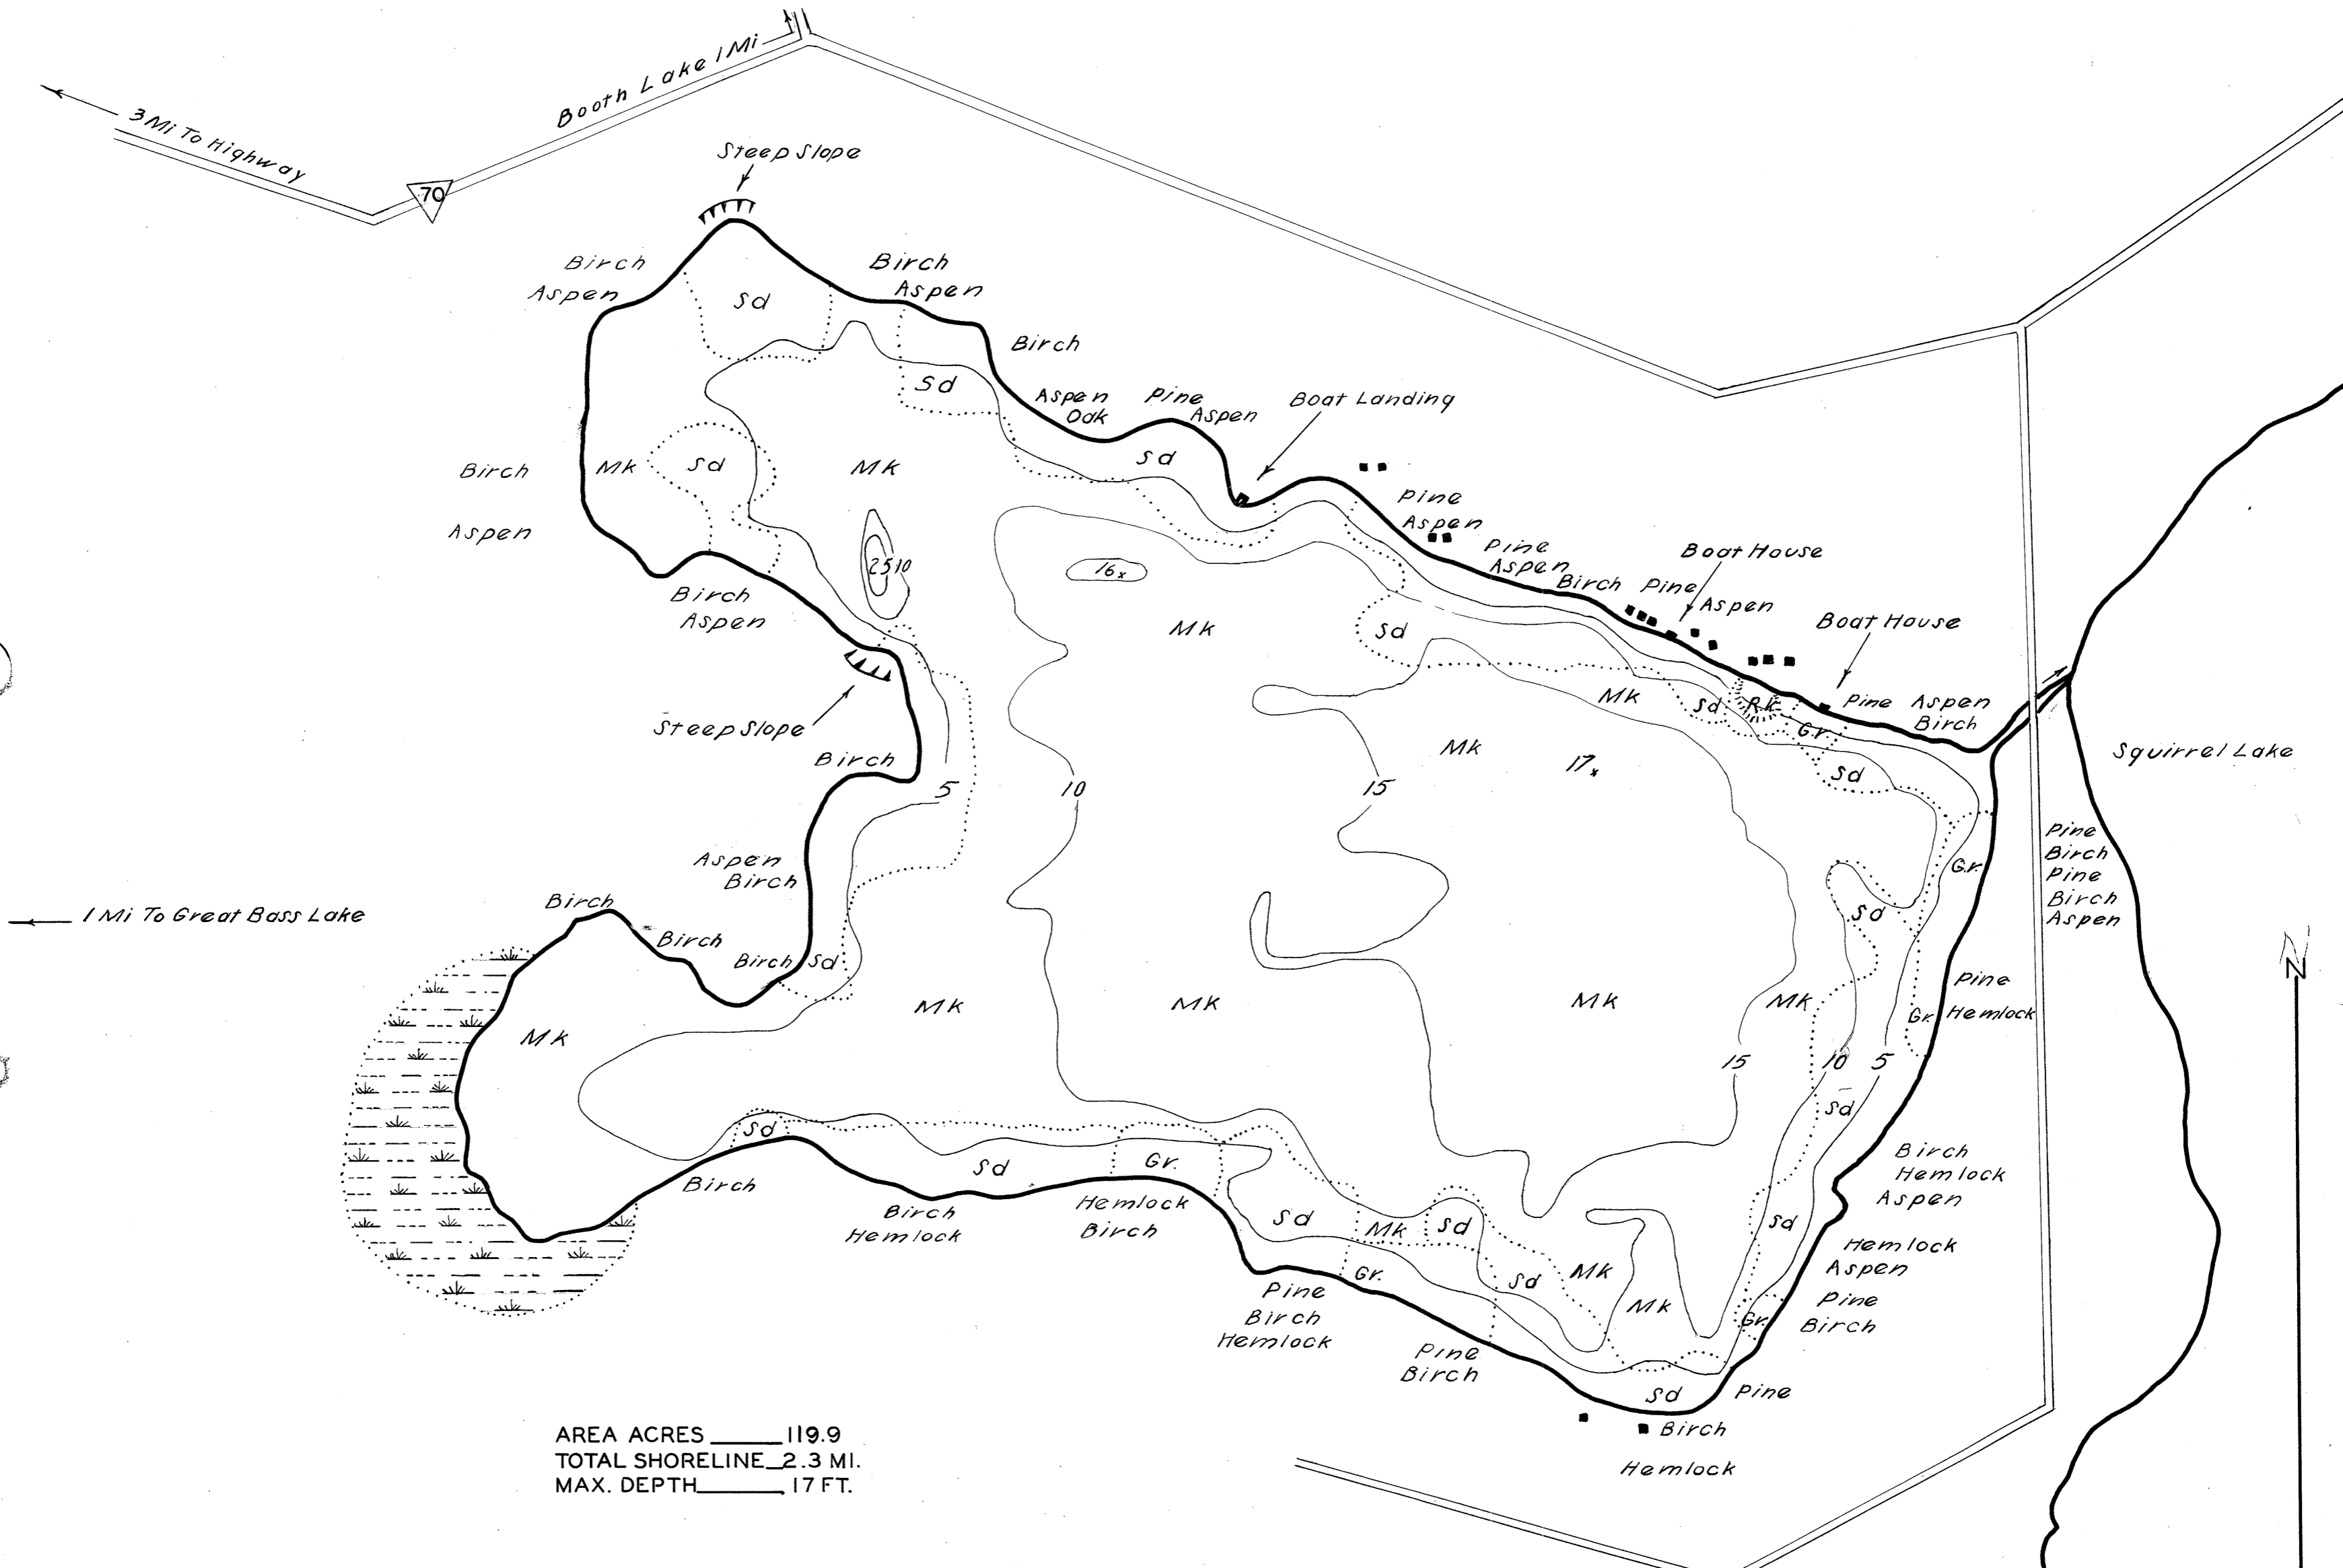 Booth Lake 1 Mi
3 Mi To Highway
70
Steep Slope
Birch
Aspen
Sd
Birch
Aspen
Birch
Sd
Aspen
Oak
Pine
Aspen
Boat Landing
Birch
Mk
Sd
Mk
Sd
Aspen
Pine
Aspen
Pine
Aspen
Birch
Pine
Aspen
Boat House
Boat House
Birch
Aspen
10
16x
Mk
Sd
Steep Slope
Mk
Sd
Rk
Gr.
Pine
Aspen
Birch
Squirrel Lake
Birch
5
10
15
Mk
17x
Sd
Pine
Birch
Pine
Birch
Aspen
Aspen
Birch
Gr.
1 Mi To Great Bass Lake
Birch
Birch
Birch
Sd
Sd
N
Pine
Hemlock
Gr.
Mk
Mk
Mk
Mk
Mk
15
10
5
Sd
Sd
Birch
Sd
Gr.
Birch
Hemlock
Hemlock
Birch
Birch
Hemlock
Aspen
Sd
Mk
Sd
Sd
Hemlock
Aspen
Gr.
Sd
Mk
Mk
Gr.
Pine
Birch
Pine
Birch
Hemlock
Pine
Birch
Sd
Pine
Birch
Hemlock
AREA ACRES 119.9
TOTAL SHORELINE 2.3 MI.
MAX. DEPTH 17 FT.